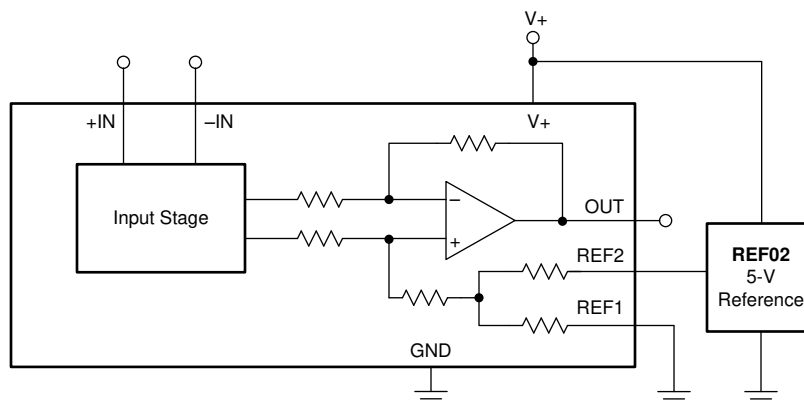 V+
+IN
–IN
V+
Input Stage
–
+
OUT
REF2
REF1
GND
REF02
5-V
Reference